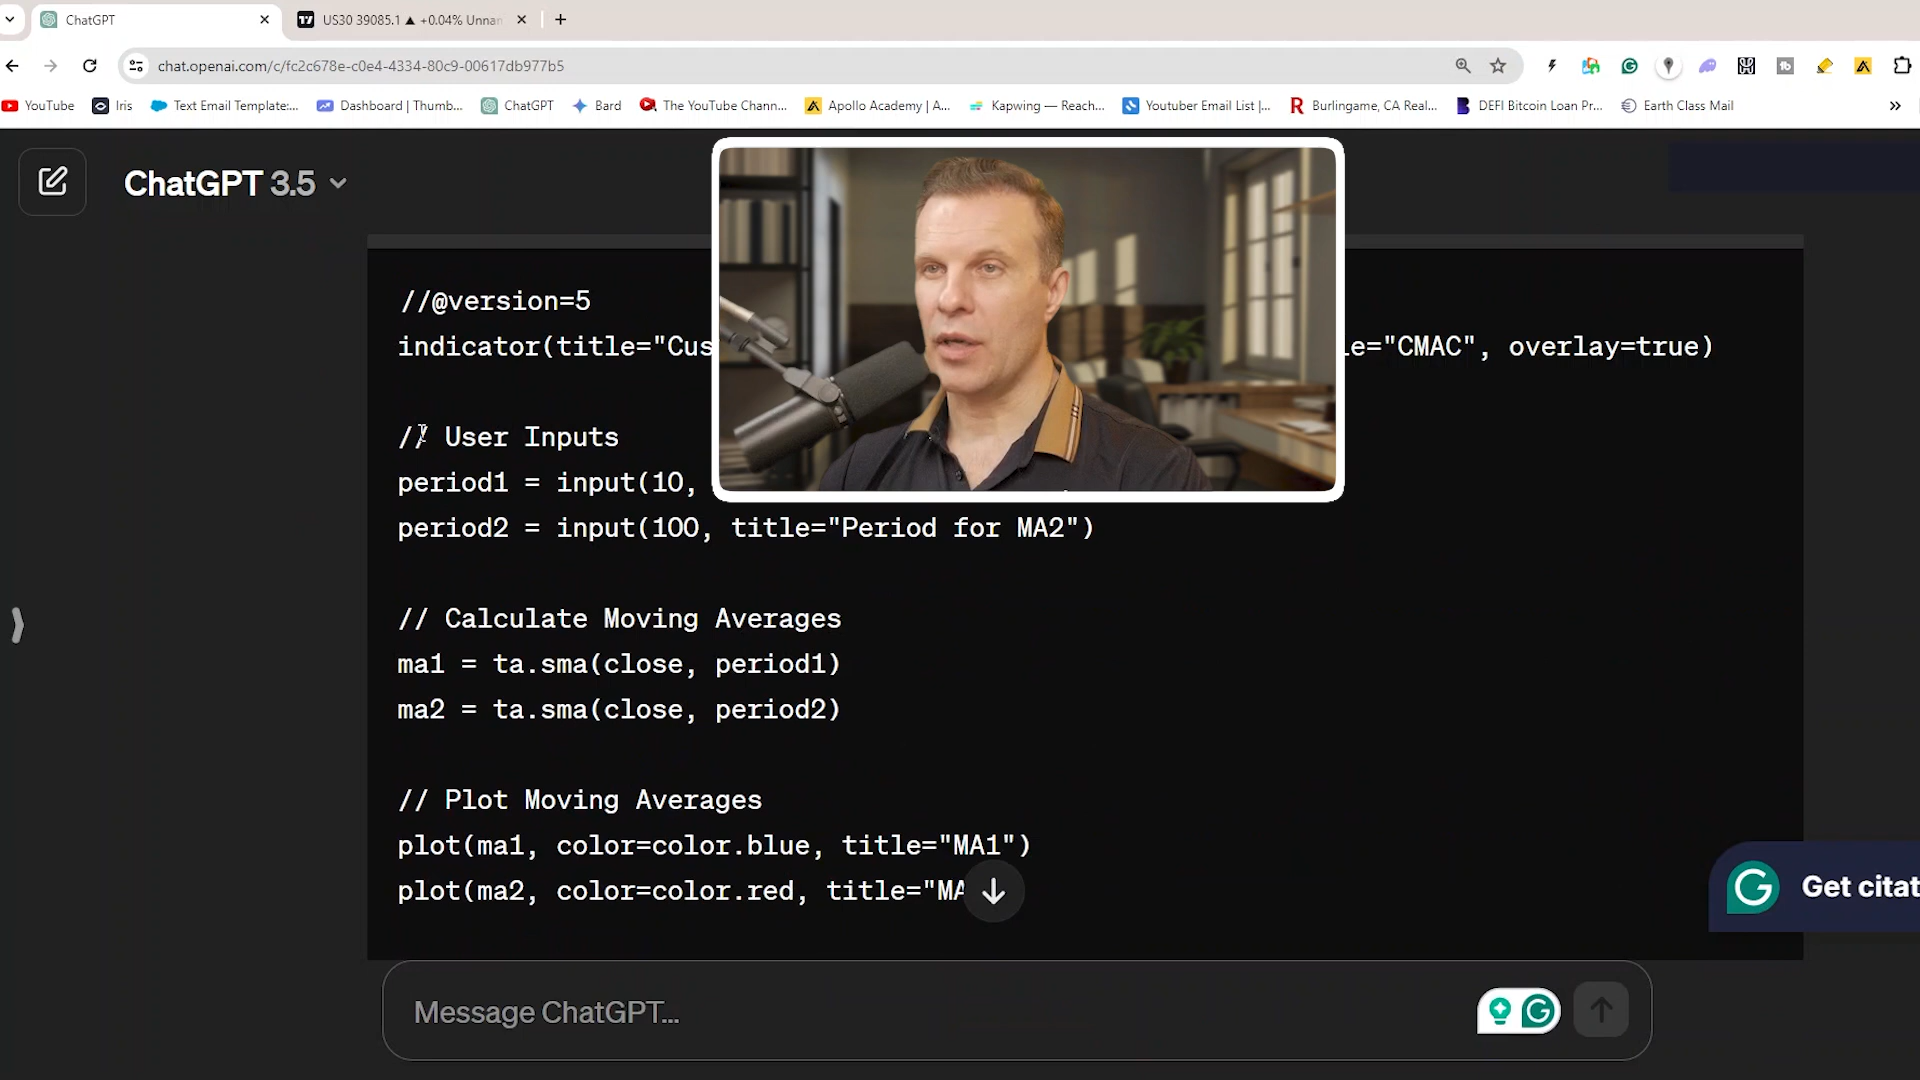 ChatGPT
US30 39085.1 ▲ +0.04% Unnan
chat.openai.com/c/fc2c678e-c0e4-4334-80c9-00617db977b5
YouTube
Iris
Text Email Template:...
Dashboard | Thumb...
ChatGPT
Bard
The YouTube Chann...
Apollo Academy | A...
Kapwing — Reach...
Youtuber Email List |...
Burlingame, CA Real...
DEFI Bitcoin Loan Pr...
Earth Class Mail
ChatGPT 3.5
//@version=5
indicator(title="Cus le="CMAC", overlay=true)
// User Inputs
period1 = input(10,
period2 = input(100, title="Period for MA2")
// Calculate Moving Averages
ma1 = ta.sma(close, period1)
ma2 = ta.sma(close, period2)
// Plot Moving Averages
plot(ma1, color=color.blue, title="MA1")
plot(ma2, color=color.red, title="MA
Get citat
Message ChatGPT...